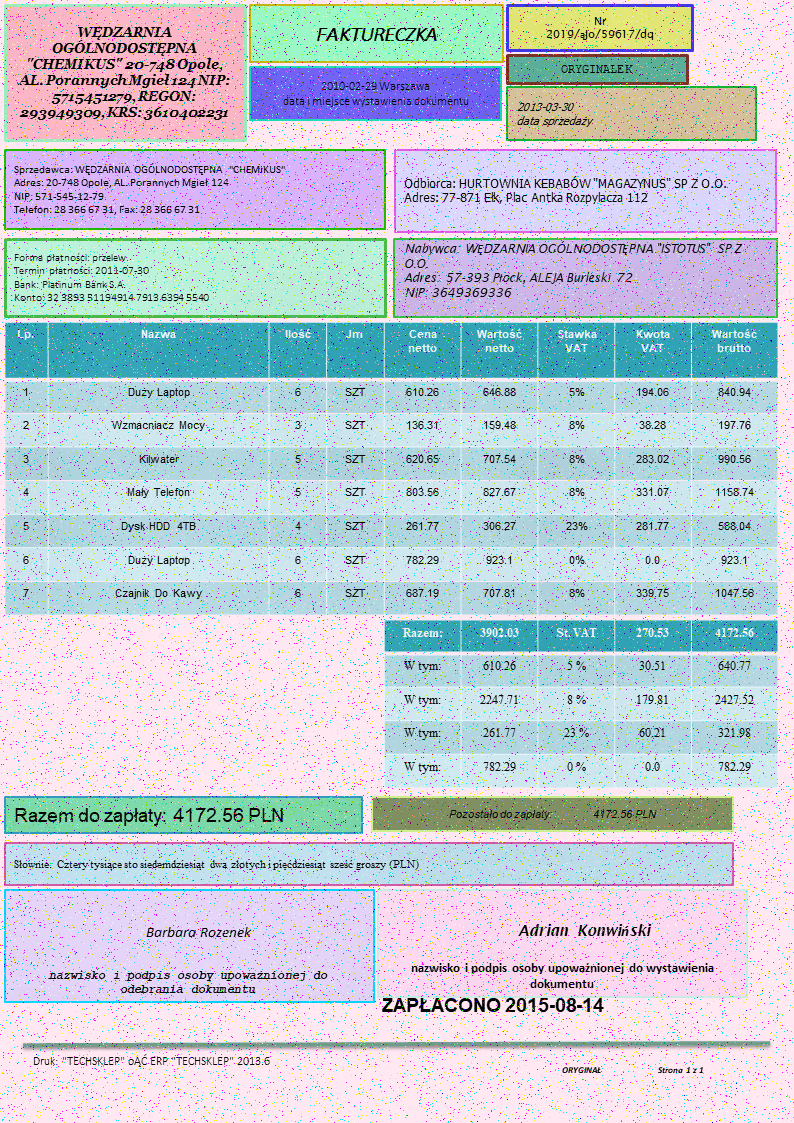 WĘDZARNIA
OGÓLNODOSTĘPNA
"CHEMIKUS" 20-748 Opole,
AL. Porannych Mgieł 124 NIP:
5715451279, REGON:
293949309, KRS: 3610402231
FAKTURECZKA
2010-02-23 Warszawa
data i miejsce wystawienia dokumentu
Nr
2019/ajo/59617/dq
ORYGINAŁEK
2013-03-30
data sprzedaży
Sprzedawca: WĘDZARNIA OGÓLNODOSTĘPNA "CHEMIKUS"
Adres: 20-748 Opole, AL. Porannych Mgieł 124
NIP: 571-545-12-79
Telefon: 28 366 67 31, Fax: 28 366 67 31
Odbiorca: HURTOWNIA KEBABÓW "MAGAZYNUS" SP Z O.O.
Adres: 77-871 Ełk, Plac Antka Rozpylacza 112
Forma płatności: przelew
Termin płatności: 2011-07-30
Bank: Platinum Bank S.A.
Konto: 32 3893 5119 4914 7913 6394 5540
Nabywca: WĘDZARNIA OGÓLNODOSTĘPNA "ISTOTUS" SP Z
O.O.
Adres: 57-393 Płock, ALEJA Burleski 72
NIP: 3649369336
Lp. Nazwa Ilość Jm Cena netto Wartość netto Stawka VAT Kwota VAT Wartość brutto
1 Duży Laptop 6 SZT 610.26 646.88 5% 194.06 840.94
2 Wzmacniacz Mocy 3 SZT 136.31 159.48 8% 38.28 197.76
3 Kilwater 5 SZT 620.65 707.54 8% 283.02 990.56
4 Mały Telefon 5 SZT 803.56 827.67 8% 331.07 1158.74
5 Dysk HDD 4TB 4 SZT 261.77 306.27 23% 281.77 588.04
6 Duży Laptop 6 SZT 782.29 923.1 0% 0.0 923.1
7 Czajnik Do Kawy 6 SZT 687.19 707.81 8% 339.75 1047.56
Razem: 3902.03 St. VAT 270.53 4172.56
W tym: 610.26 5 % 30.51 640.77
W tym: 2247.71 8 % 179.81 2427.52
W tym: 261.77 23 % 60.21 321.98
W tym: 782.29 0 % 0.0 782.29
Razem do zapłaty: 4172.56 PLN
Pozostało do zapłaty: 4172.56 PLN
Słownie: Cztery tysiące sto siedemdziesiąt dwa złotych i pięćdziesiąt sześć groszy (PLN)
Barbara Rozenek
nazwisko i podpis osoby upoważnionej do
odebrania dokumentu
Adrian Konwiński
nazwisko i podpis osoby upoważnionej do wystawienia
dokumentu
ZAPŁACONO 2015-08-14
Druk: "TECHSKLEP" oAC ERP "TECHSKLEP" 2013.6
ORYGINAŁ Strona 1 z 1